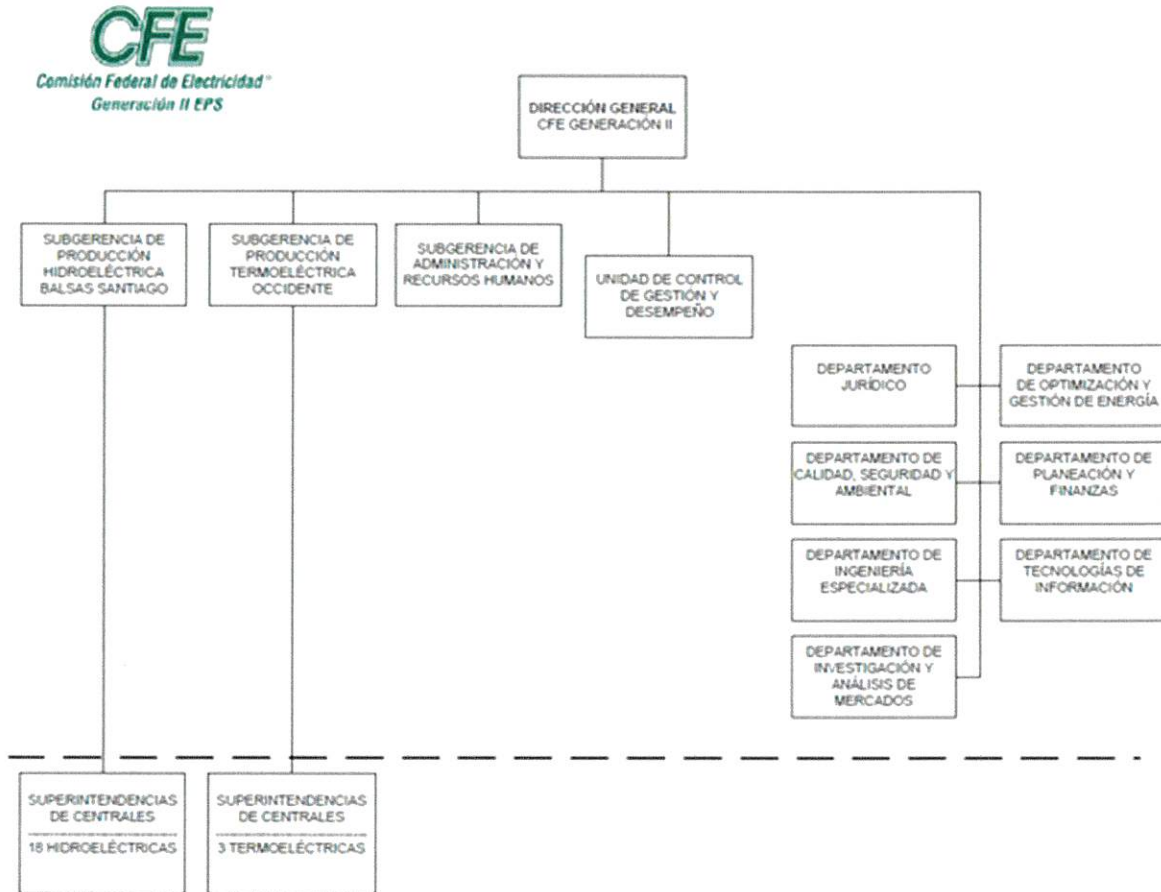 CFE
Comisión Federal de Electricidad®
Generación II EPS
DIRECCIÓN GENERAL
CFE GENERACIÓN II
SUBGERENCIA DE
PRODUCCIÓN
HIDROELÉCTRICA
BALSAS SANTIAGO
SUBGERENCIA DE
PRODUCCIÓN
TERMOELÉCTRICA
OCCIDENTE
SUBGERENCIA DE
ADMINISTRACIÓN Y
RECURSOS HUMANOS
UNIDAD DE CONTROL
DE GESTIÓN Y
DESEMPEÑO
DEPARTAMENTO
JURÍDICO
DEPARTAMENTO
DE OPTIMIZACIÓN Y
GESTIÓN DE ENERGÍA
DEPARTAMENTO DE
CALIDAD, SEGURIDAD Y
AMBIENTAL
DEPARTAMENTO DE
PLANEACIÓN Y
FINANZAS
DEPARTAMENTO DE
INGENIERÍA
ESPECIALIZADA
DEPARTAMENTO DE
TECNOLOGÍAS DE
INFORMACIÓN
DEPARTAMENTO DE
INVESTIGACIÓN Y
ANÁLISIS DE
MERCADOS
SUPERINTENDENCIAS
DE CENTRALES
18 HIDROELÉCTRICAS
SUPERINTENDENCIAS
DE CENTRALES
3 TERMOELÉCTRICAS